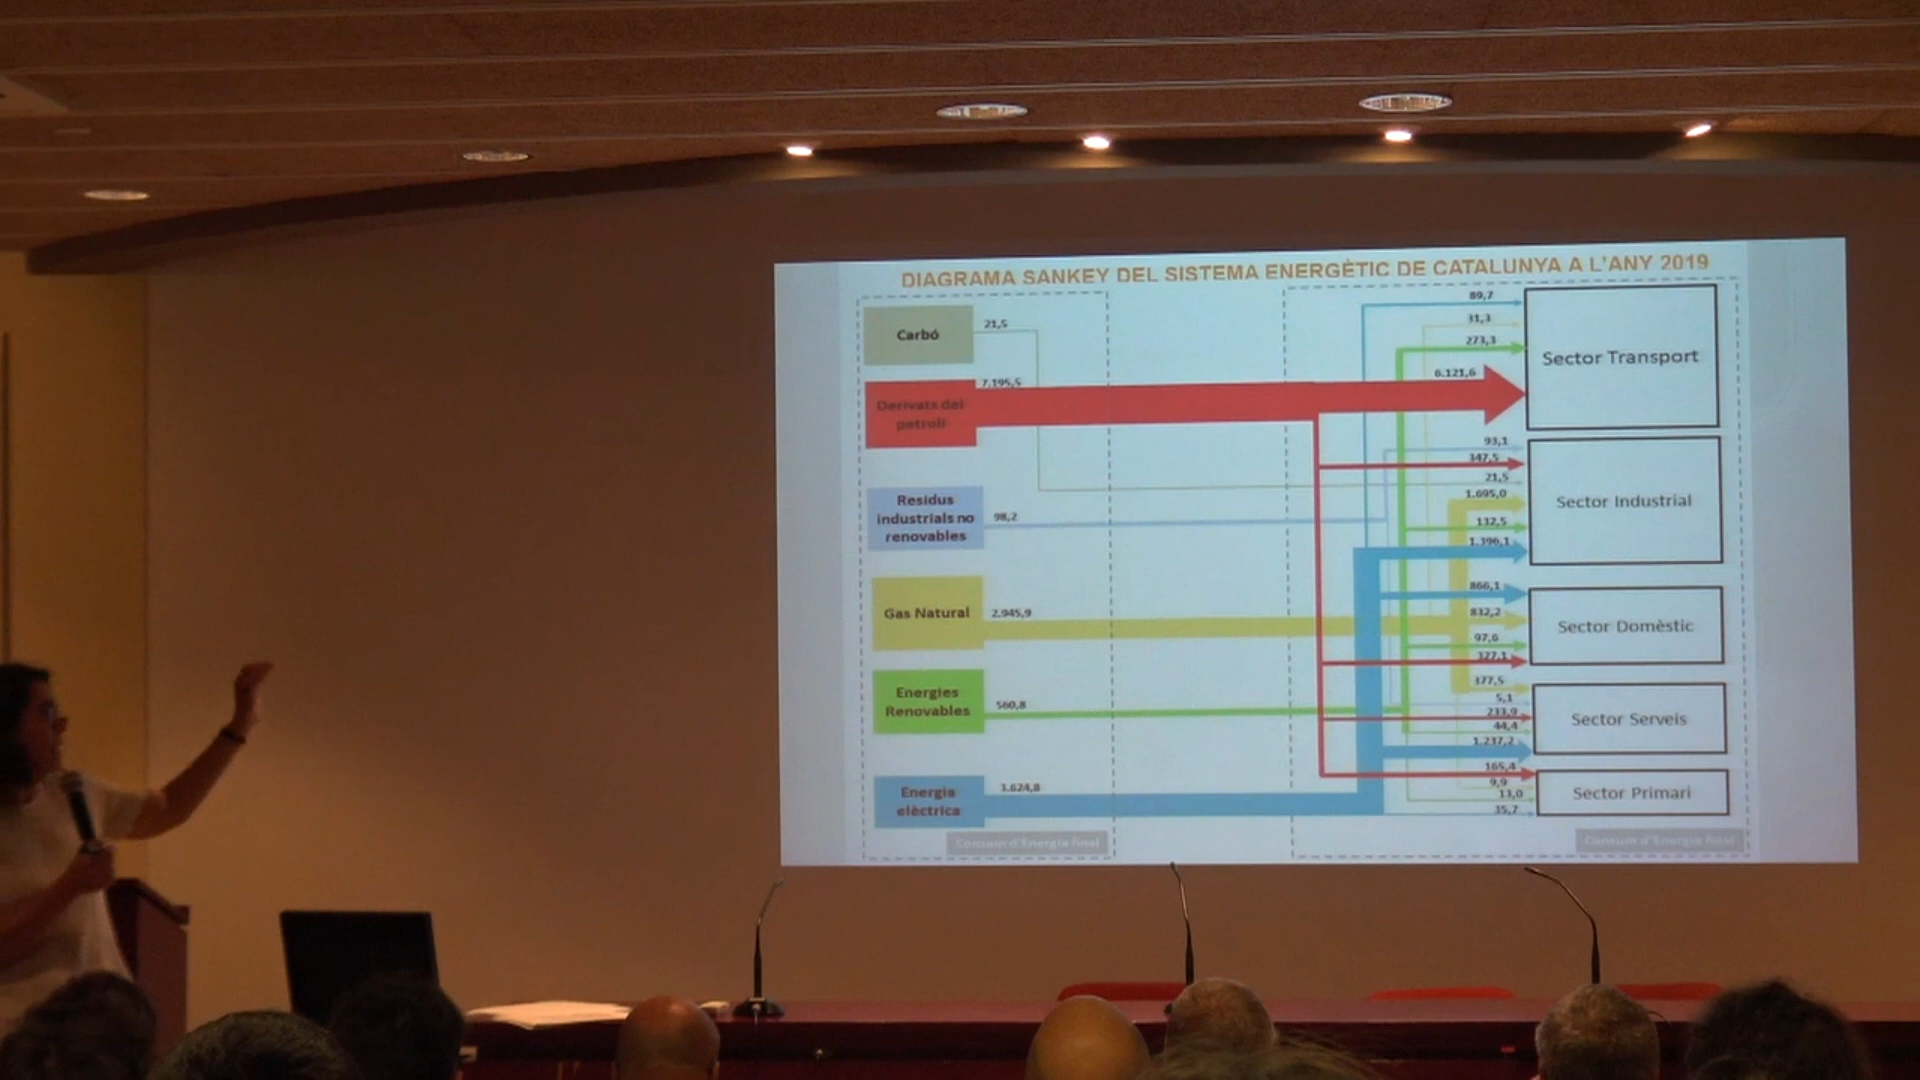 DIAGRAMA SANKEY DEL SISTEMA ENERGÈTIC DE CATALUNYA A L'ANY 2019
Carbó
21,5
Derivats del
petroli
7.195,5
Residus
industrials no
renovables
98,2
Gas Natural
2.945,9
Energies
Renovables
560,8
Energia
elèctrica
3.624,8
Consum d'Energia final
89,7
31,3
273,3
6.121,6
Sector Transport
93,1
347,5
21,5
1.695,0
132,5
1.396,1
Sector Industrial
866,1
832,2
97,6
327,1
Sector Domèstic
377,5
5,1
233,9
44,4
1.237,2
Sector Serveis
165,4
9,9
13,0
35,7
Sector Primari
Consum d'Energia final